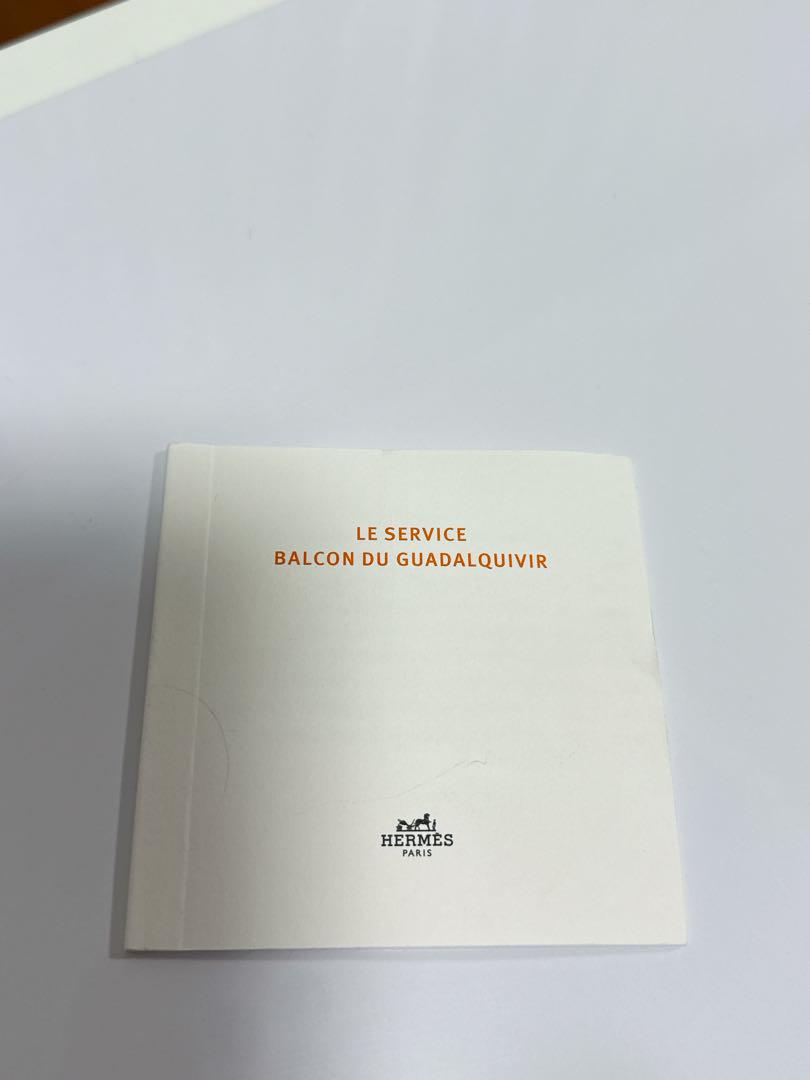 LE SERVICE
BALCON DU GUADALQUIVIR
HERMÈS
PARIS